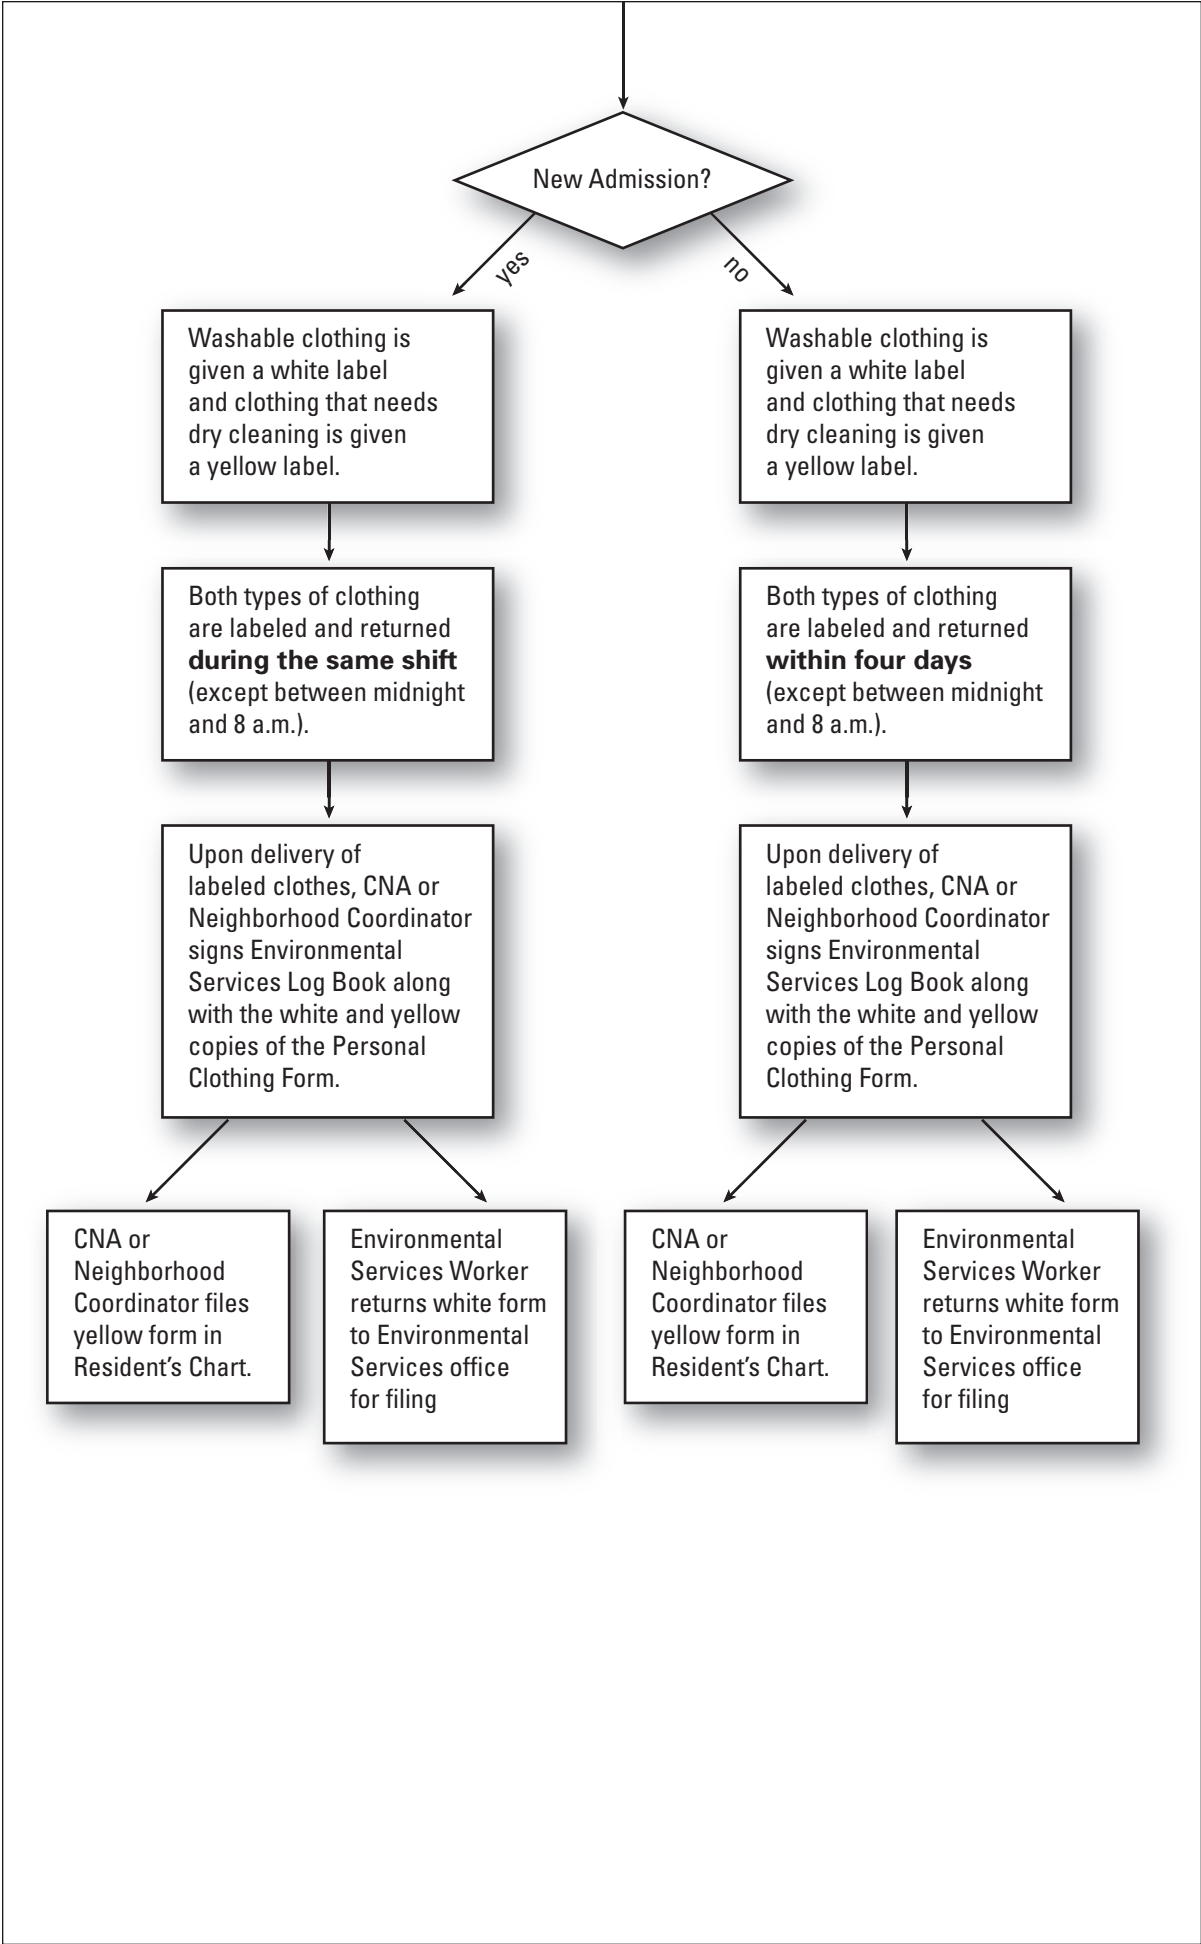 New Admission?
yes
no
Washable clothing is
given a white label
and clothing that needs
dry cleaning is given
a yellow label.
Both types of clothing
are labeled and returned
during the same shift
(except between midnight
and 8 a.m.).
Upon delivery of
labeled clothes, CNA or
Neighborhood Coordinator
signs Environmental
Services Log Book along
with the white and yellow
copies of the Personal
Clothing Form.
CNA or
Neighborhood
Coordinator files
yellow form in
Resident's Chart.
Environmental
Services Worker
returns white form
to Environmental
Services office
for filing
Washable clothing is
given a white label
and clothing that needs
dry cleaning is given
a yellow label.
Both types of clothing
are labeled and returned
within four days
(except between midnight
and 8 a.m.).
Upon delivery of
labeled clothes, CNA or
Neighborhood Coordinator
signs Environmental
Services Log Book along
with the white and yellow
copies of the Personal
Clothing Form.
CNA or
Neighborhood
Coordinator files
yellow form in
Resident's Chart.
Environmental
Services Worker
returns white form
to Environmental
Services office
for filing